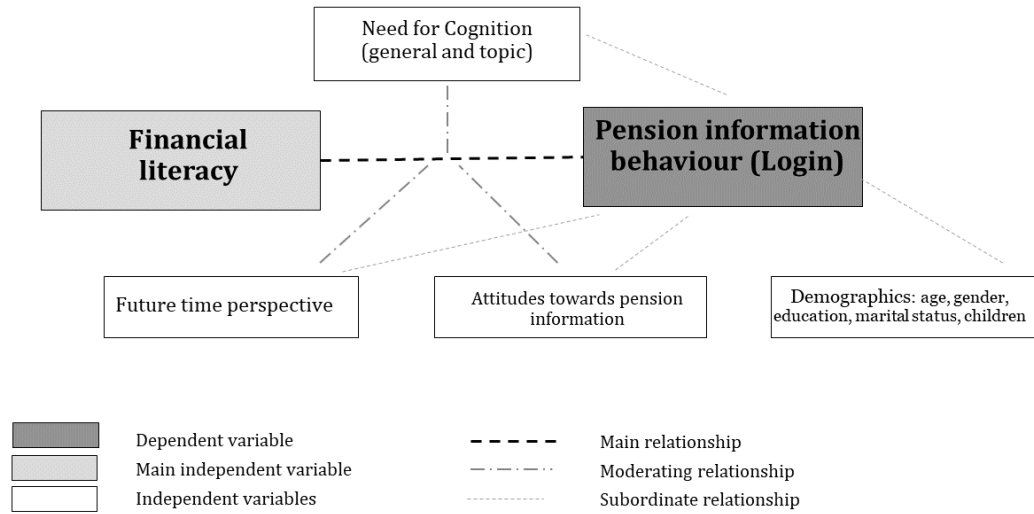 Need for Cognition
(general and topic)
Financial
literacy
Pension information
behaviour (Login)
Future time perspective
Attitudes towards pension
information
Demographics: age, gender,
education, marital status, children
Dependent variable
Main independent variable
Independent variables
Main relationship
Moderating relationship
Subordinate relationship